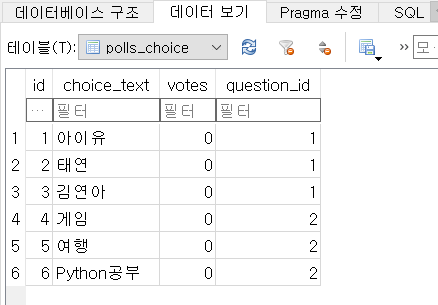 데이터베이스 구조 데이터 보기 Pragma 수정 SQL
테이블(T): polls_choice » 모
id choice_text votes question_id
... 필터 필터 필터
1 1 아이유 0 1
2 2 태연 0 1
3 3 김연아 0 1
4 4 게임 0 2
5 5 여행 0 2
6 6 Python공부 0 2